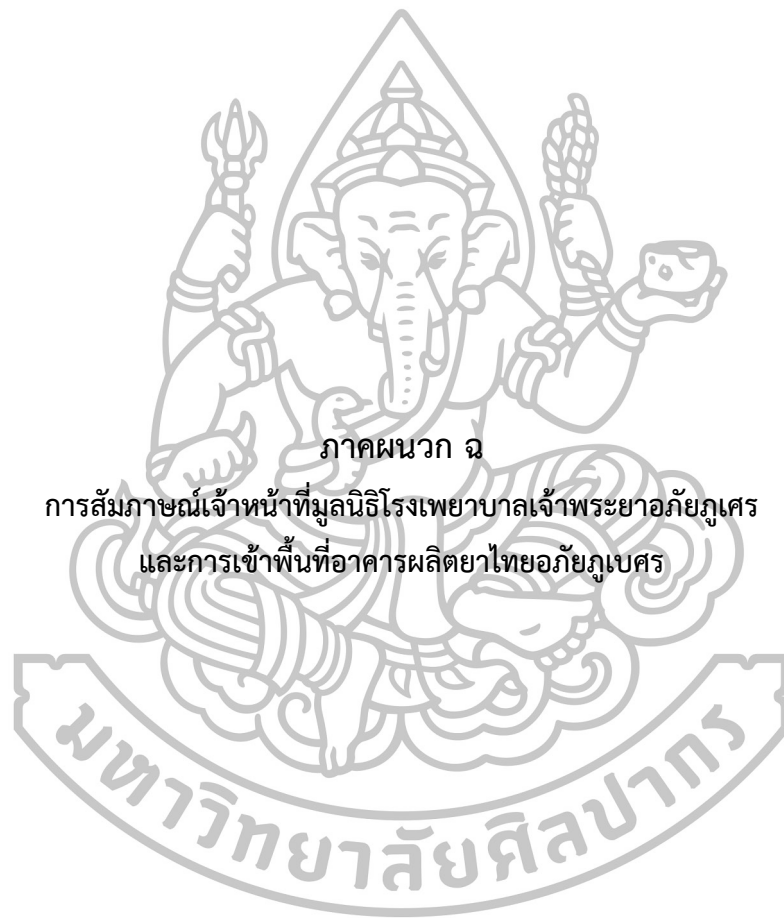 ภาคผนวก ฉ
การสัมภาษณ์เจ้าหน้าที่มูลนิธิโรงเพยาบาลเจ้าพระยาอภัยภูเศร
และการเข้าพื้นที่อาคารผลิตยาไทยอภัยภูเบศร
มหาวิทยาลัยศิลปากร